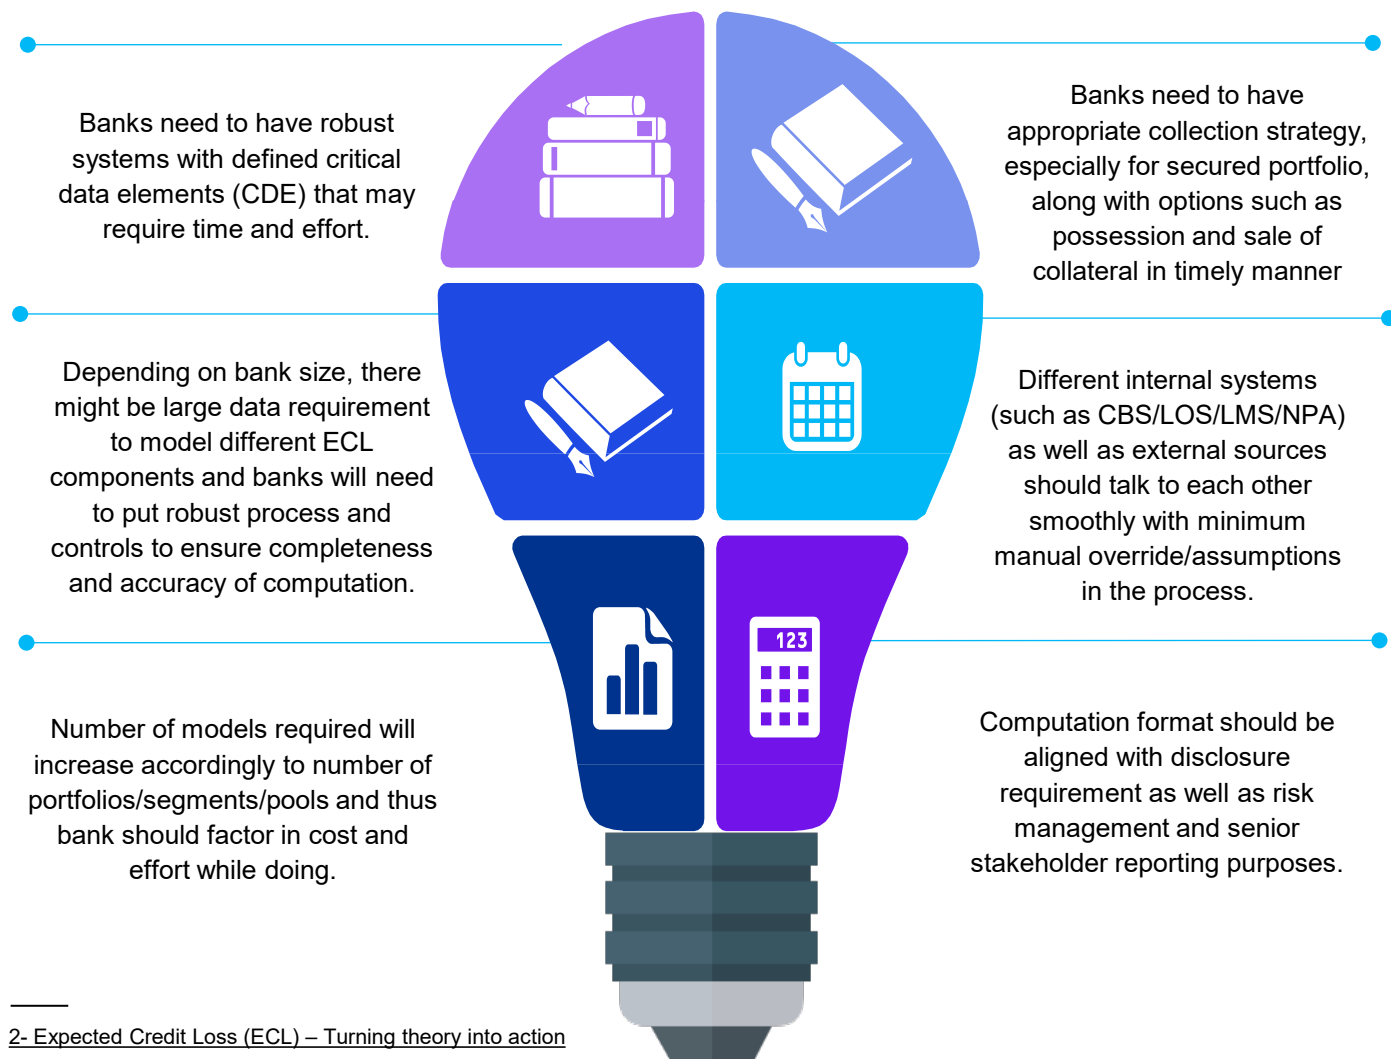 Banks need to have robust
systems with defined critical
data elements (CDE) that may
require time and effort.
Banks need to have
appropriate collection strategy,
especially for secured portfolio,
along with options such as
possession and sale of
collateral in timely manner
Depending on bank size, there
might be large data requirement
to model different ECL
components and banks will need
to put robust process and
controls to ensure completeness
and accuracy of computation.
Different internal systems
(such as CBS/LOS/LMS/NPA)
as well as external sources
should talk to each other
smoothly with minimum
manual override/assumptions
in the process.
123
Number of models required will
increase accordingly to number of
portfolios/segments/pools and thus
bank should factor in cost and
effort while doing.
Computation format should be
aligned with disclosure
requirement as well as risk
management and senior
stakeholder reporting purposes.
2- Expected Credit Loss (ECL) – Turning theory into action